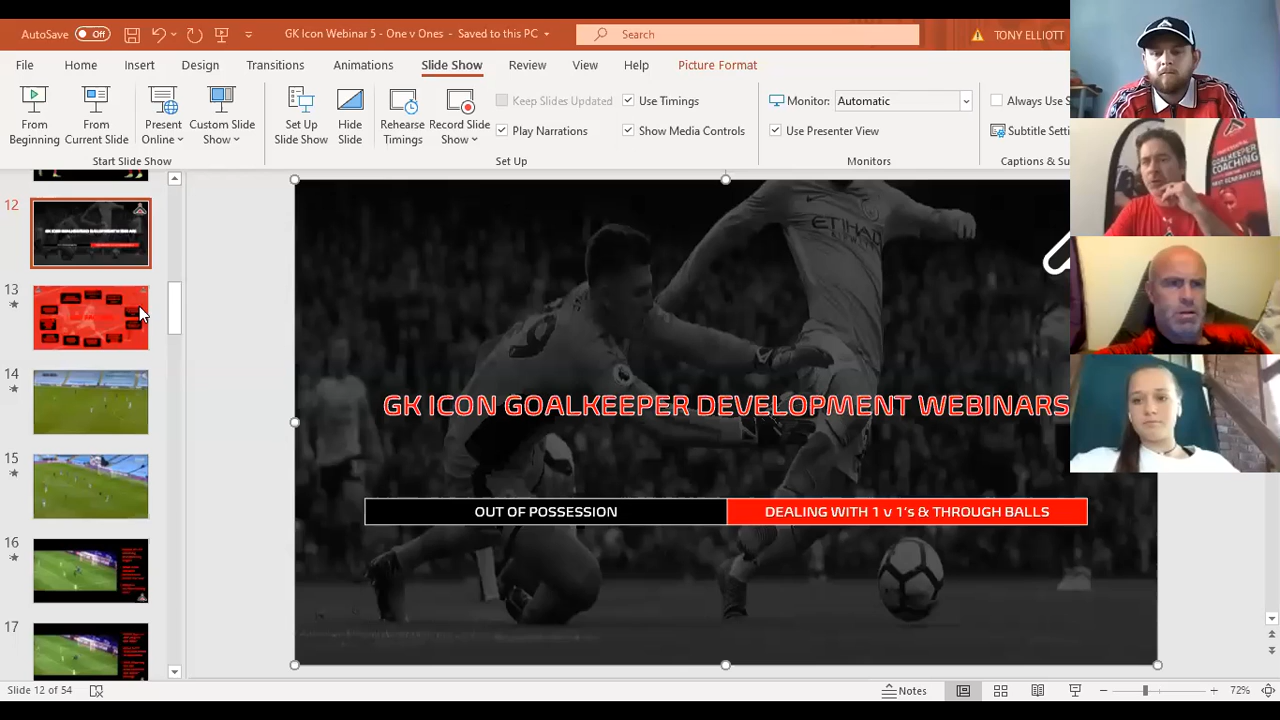 AutoSave Off
GK Icon Webinar 5 - One v Ones - Saved to this PC
Search
TONY ELLIOTT
File Home Insert Design Transitions Animations Slide Show Review View Help Picture Format
From Beginning
From Current Slide
Present Online
Custom Slide Show
Start Slide Show
Set Up Slide Show
Hide Slide
Rehearse Timings
Record Slide Show
Keep Slides Updated
Play Narrations
Use Timings
Show Media Controls
Set Up
Monitor: Automatic
Use Presenter View
Monitors
Always Use S
Subtitle Setti
Captions & Su
12
13
14
15
16
17
ETIHAD
GK ICON GOALKEEPER DEVELOPMENT WEBINARS
OUT OF POSSESSION
DEALING WITH 1 v 1's & THROUGH BALLS
GOALKEEPER
COACHING
NEXT GENERATION
Slide 12 of 54
Notes
72%